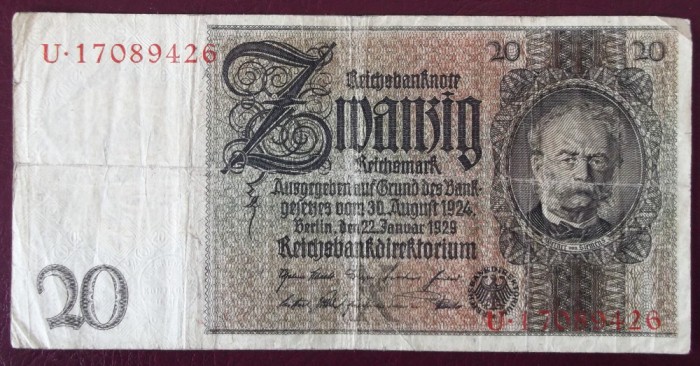 U·17089426
20
20
Reichsbanknote
Zwanzig
Reichsmark
Ausgegeben auf Grund des Bank-
gesetzes vom 30. August 1924
Berlin, den 22. Januar 1929
Reichsbankdirektorium
20
U·17089426